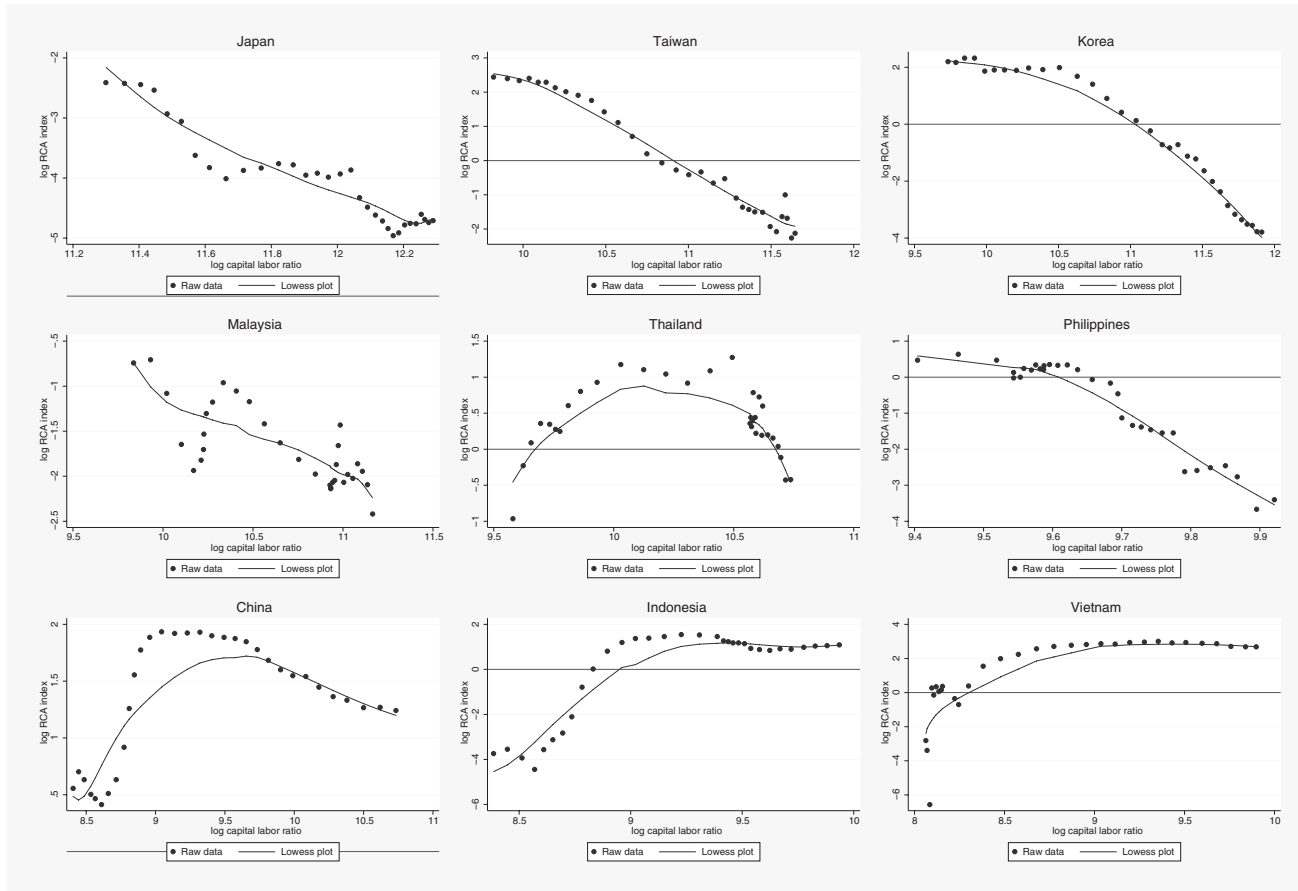 Japan
−2
−3
−4
−5
log RCA index
11.2 11.4 11.6 11.8 12 12.2
log capital labor ratio
Raw data Lowess plot
Taiwan
3
2
1
0
−1
−2
log RCA index
10 10.5 11 11.5 12
log capital labor ratio
Raw data Lowess plot
Korea
2
0
−2
−4
log RCA index
9.5 10 10.5 11 11.5 12
log capital labor ratio
Raw data Lowess plot
Malaysia
−.5
−1
−1.5
−2
−2.5
log RCA index
9.5 10 10.5 11 11.5
log capital labor ratio
Raw data Lowess plot
Thailand
1.5
1
.5
0
−.5
−1
log RCA index
9.5 10 10.5 11
log capital labor ratio
Raw data Lowess plot
Philippines
1
0
−1
−2
−3
−4
log RCA index
9.4 9.5 9.6 9.7 9.8 9.9
log capital labor ratio
Raw data Lowess plot
China
2
1.5
1
.5
log RCA index
8.5 9 9.5 10 10.5 11
log capital labor ratio
Raw data Lowess plot
Indonesia
2
0
−2
−4
−6
log RCA index
8.5 9 9.5 10
log capital labor ratio
Raw data Lowess plot
Vietnam
4
2
0
−2
−4
−6
log RCA index
8 8.5 9 9.5 10
log capital labor ratio
Raw data Lowess plot